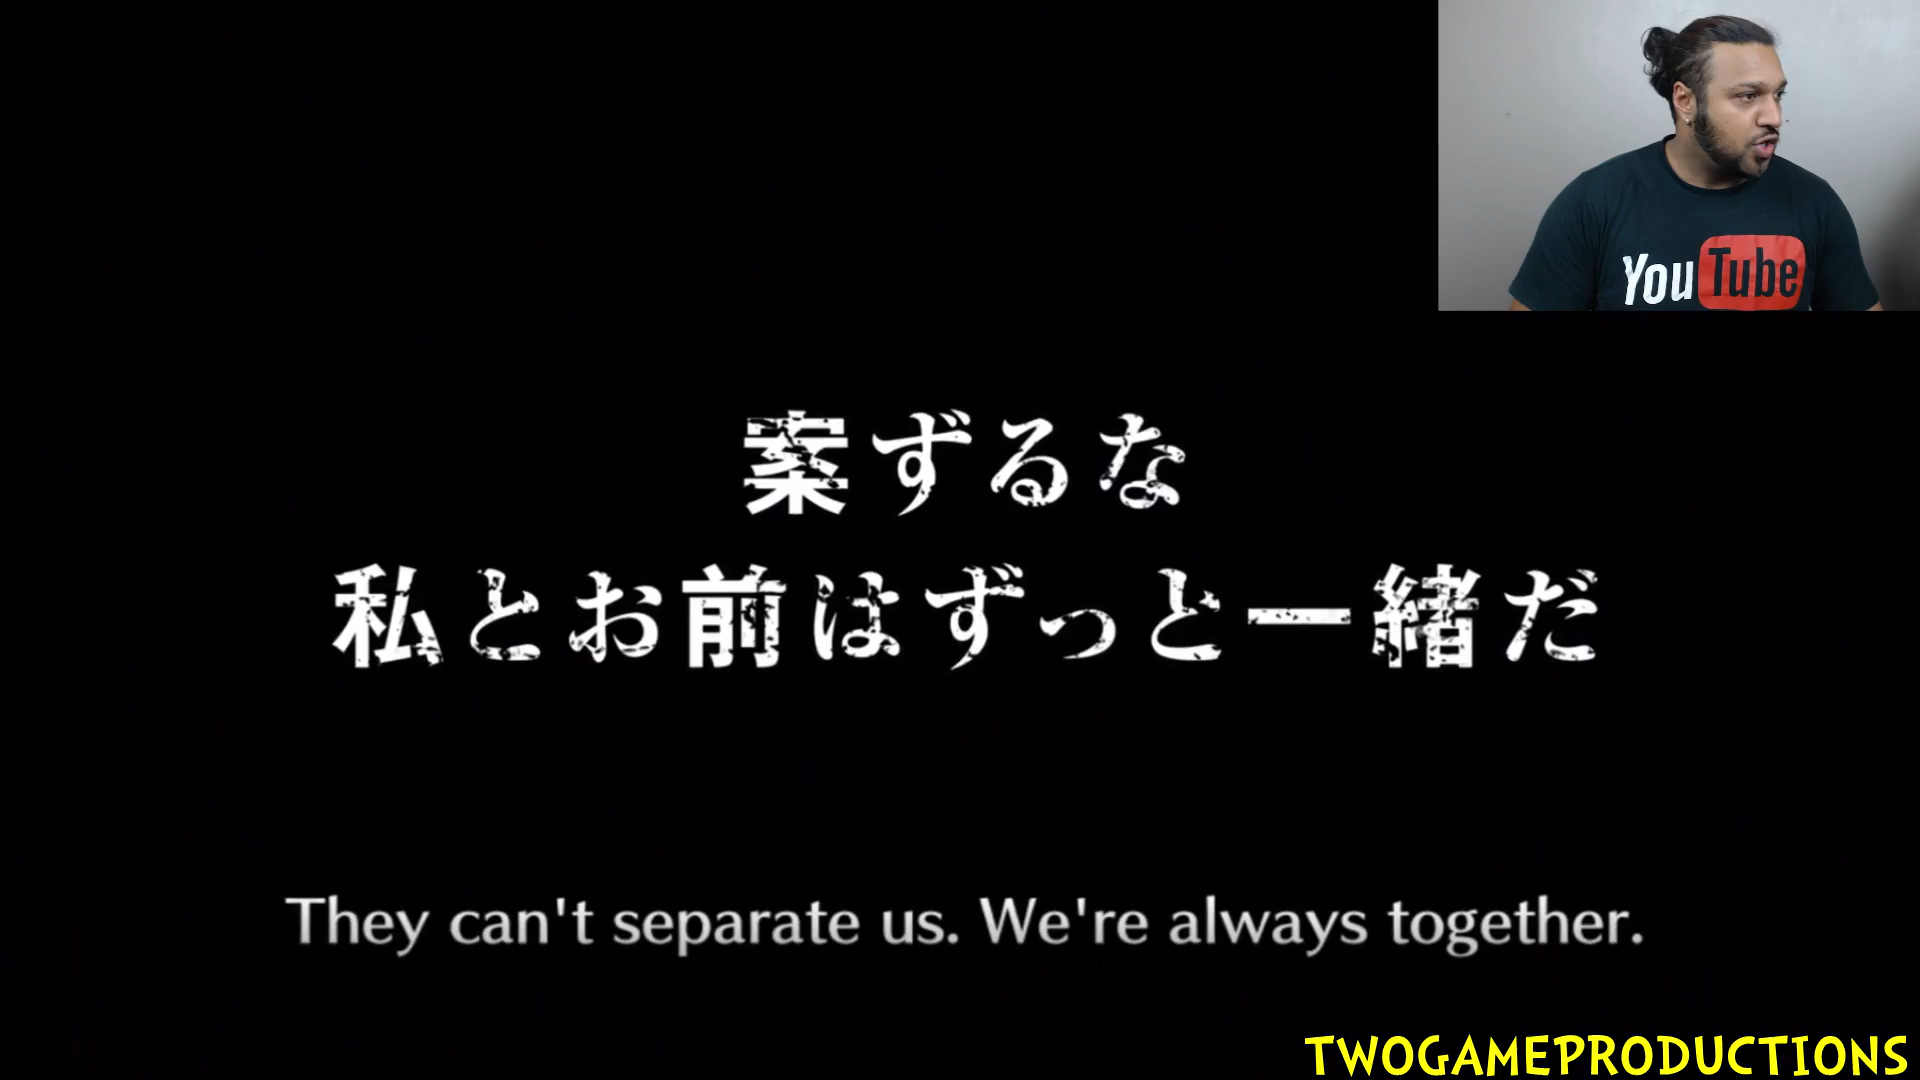 YouTube
案ずるな
私とお前はずっと一緒だ
They can't separate us. We're always together.
TWOGAMEPRODUCTIONS